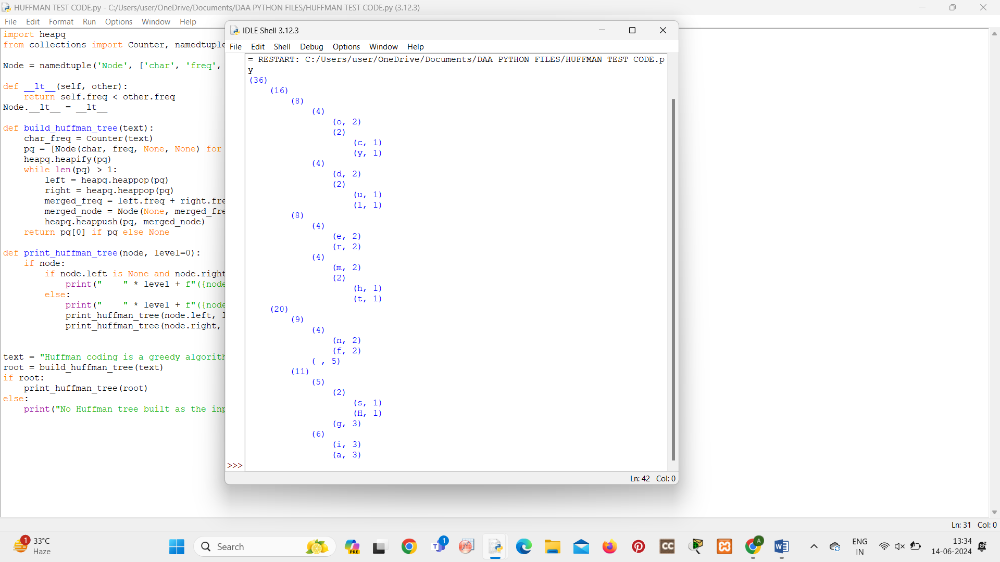 HUFFMAN TEST CODE.py - C:/Users/user/OneDrive/Documents/DAA PYTHON FILES/HUFFMAN TEST CODE.py (3.12.3)
File Edit Format Run Options Window Help
import heapq
from collections import Counter, namedtuple
Node = namedtuple('Node', ['char', 'freq',
def __lt__(self, other):
    return self.freq < other.freq
Node.__lt__ = __lt__
def build_huffman_tree(text):
    char_freq = Counter(text)
    pq = [Node(char, freq, None, None) for
    heapq.heapify(pq)
    while len(pq) > 1:
        left = heapq.heappop(pq)
        right = heapq.heappop(pq)
        merged_freq = left.freq + right.fre
        merged_node = Node(None, merged_fre
        heapq.heappush(pq, merged_node)
    return pq[0] if pq else None
def print_huffman_tree(node, level=0):
    if node:
        if node.left is None and node.right
            print("    " * level + f"({node
        else:
            print("    " * level + f"({node
            print_huffman_tree(node.left, l
            print_huffman_tree(node.right,
text = "Huffman coding is a greedy algorith
root = build_huffman_tree(text)
if root:
    print_huffman_tree(root)
else:
    print("No Huffman tree built as the inp
Ln: 31 Col: 0
IDLE Shell 3.12.3
File Edit Shell Debug Options Window Help
= RESTART: C:/Users/user/OneDrive/Documents/DAA PYTHON FILES/HUFFMAN TEST CODE.p
y
(36)
    (16)
        (8)
            (4)
                (o, 2)
                (2)
                    (c, 1)
                    (y, 1)
            (4)
                (d, 2)
                (2)
                    (u, 1)
                    (l, 1)
        (8)
            (4)
                (e, 2)
                (r, 2)
            (4)
                (m, 2)
                (2)
                    (h, 1)
                    (t, 1)
    (20)
        (9)
            (4)
                (n, 2)
                (f, 2)
            ( , 5)
        (11)
            (5)
                (2)
                    (s, 1)
                    (H, 1)
                (g, 3)
            (6)
                (i, 3)
                (a, 3)
>>>
Ln: 42 Col: 0
1
33°C
Haze
Search
PRE
1
T
CC
A
W
ENG
IN
13:34
14-06-2024